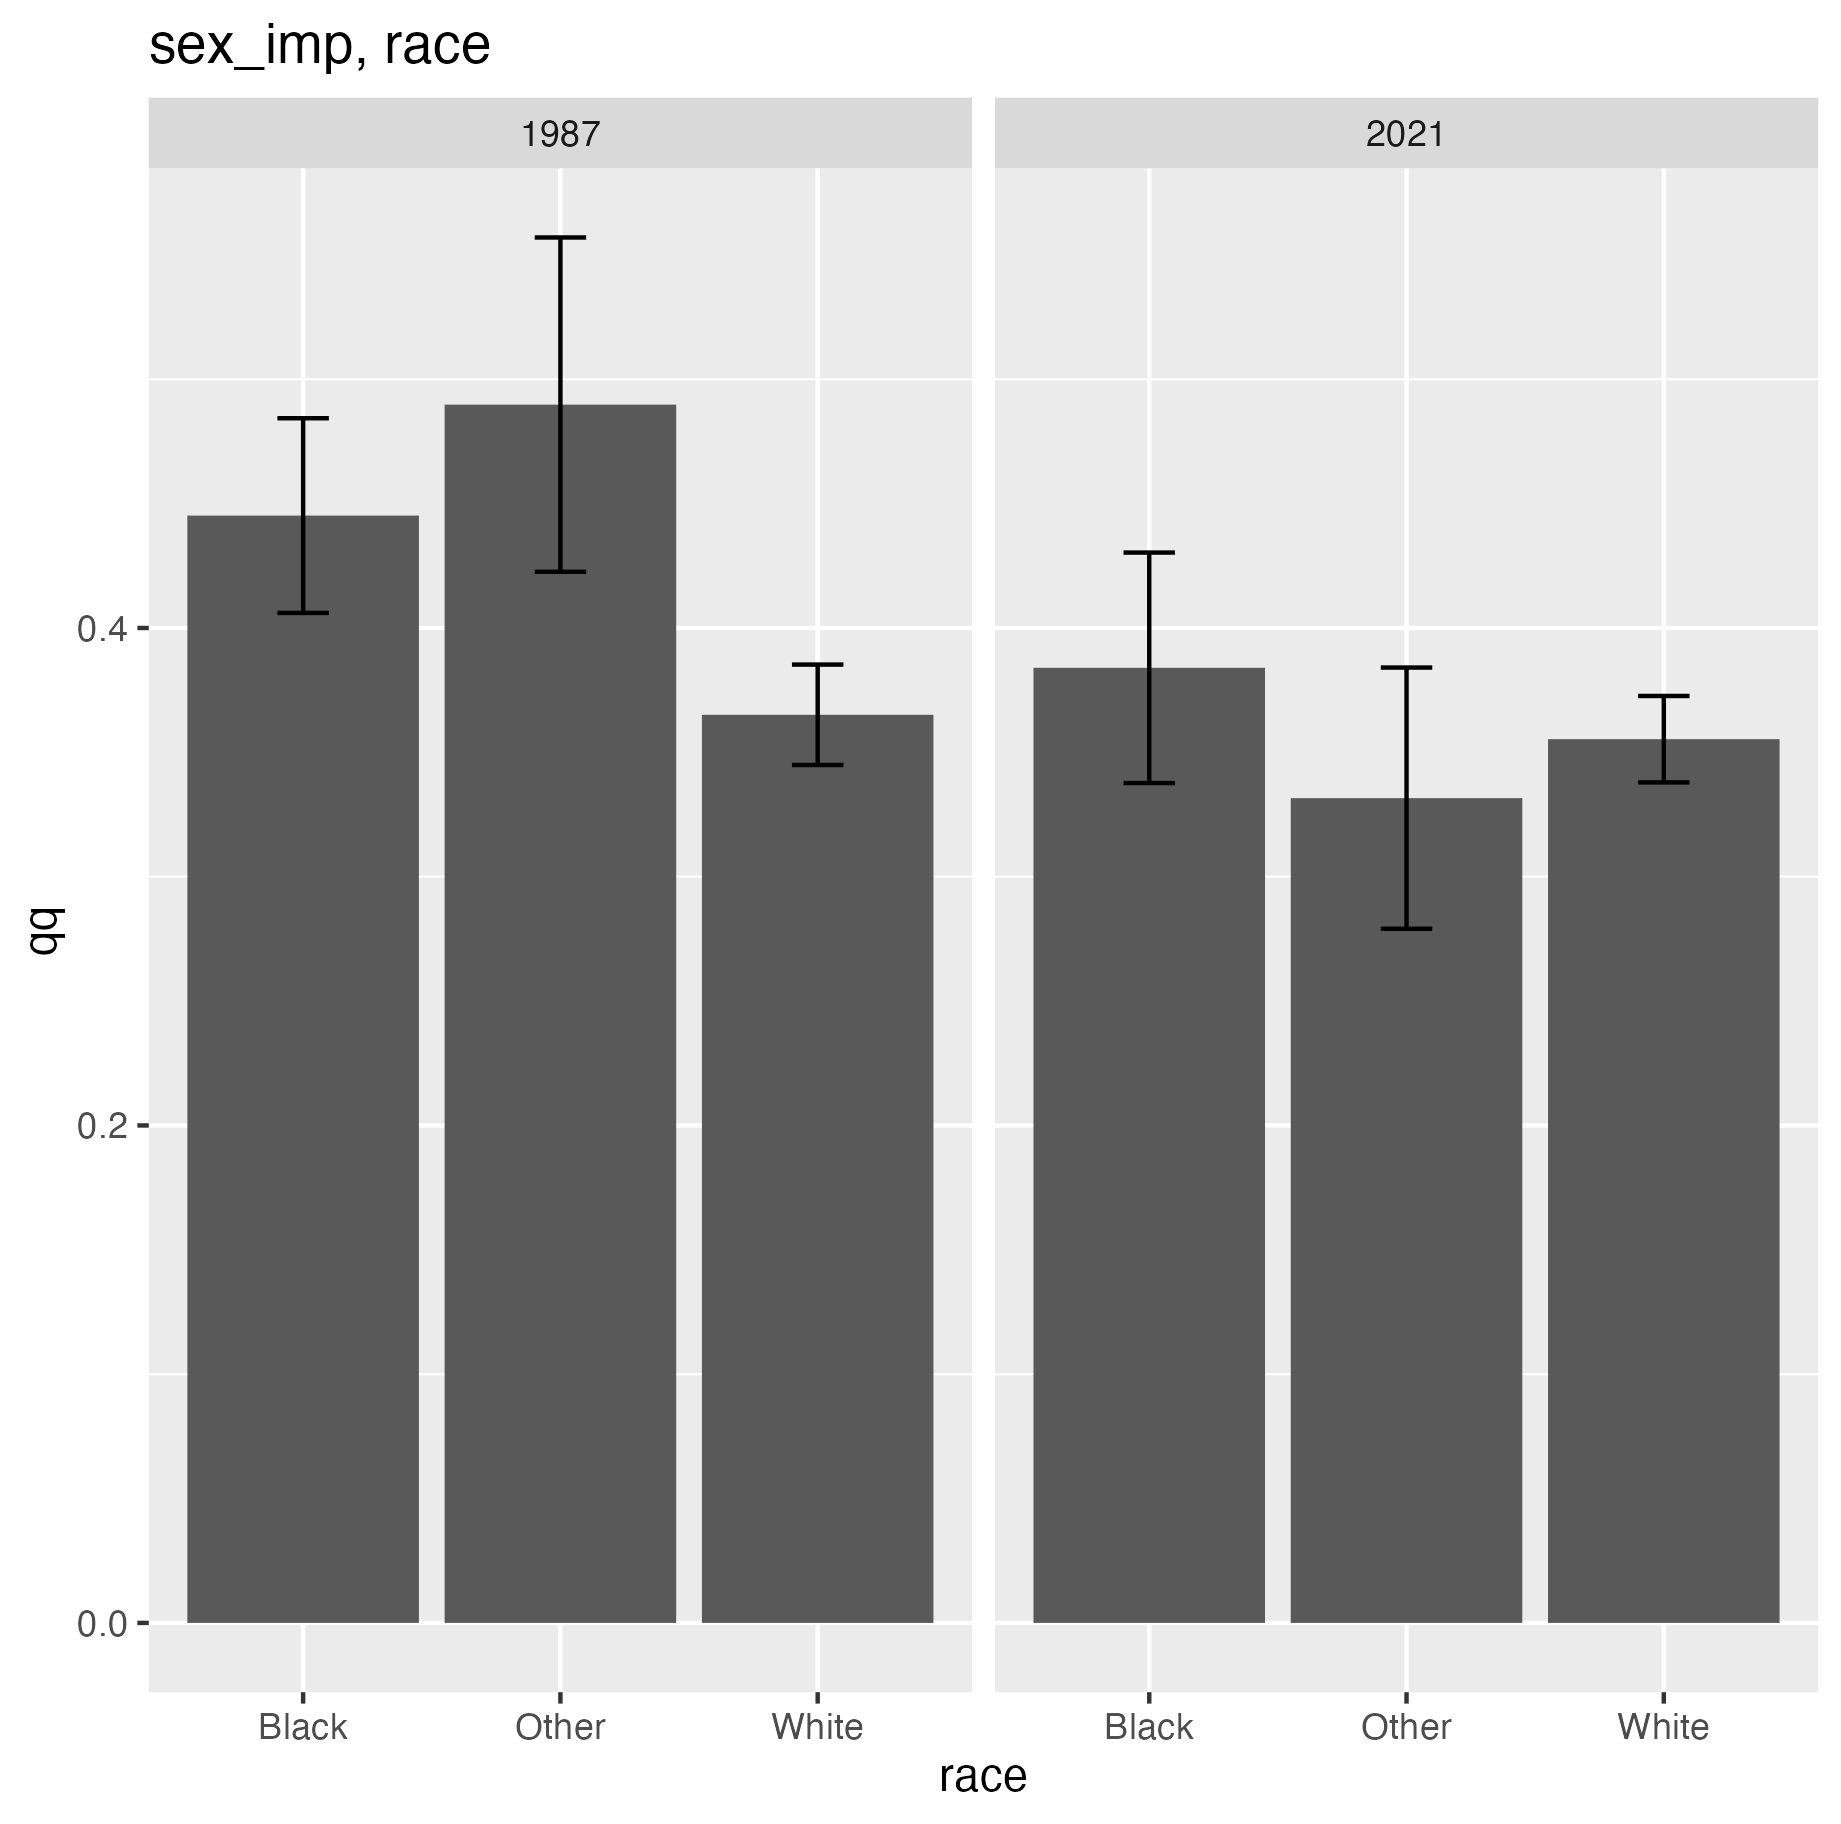 sex_imp, race
1987 2021
qq
0.4
0.2
0.0
Black Other White Black Other White
race